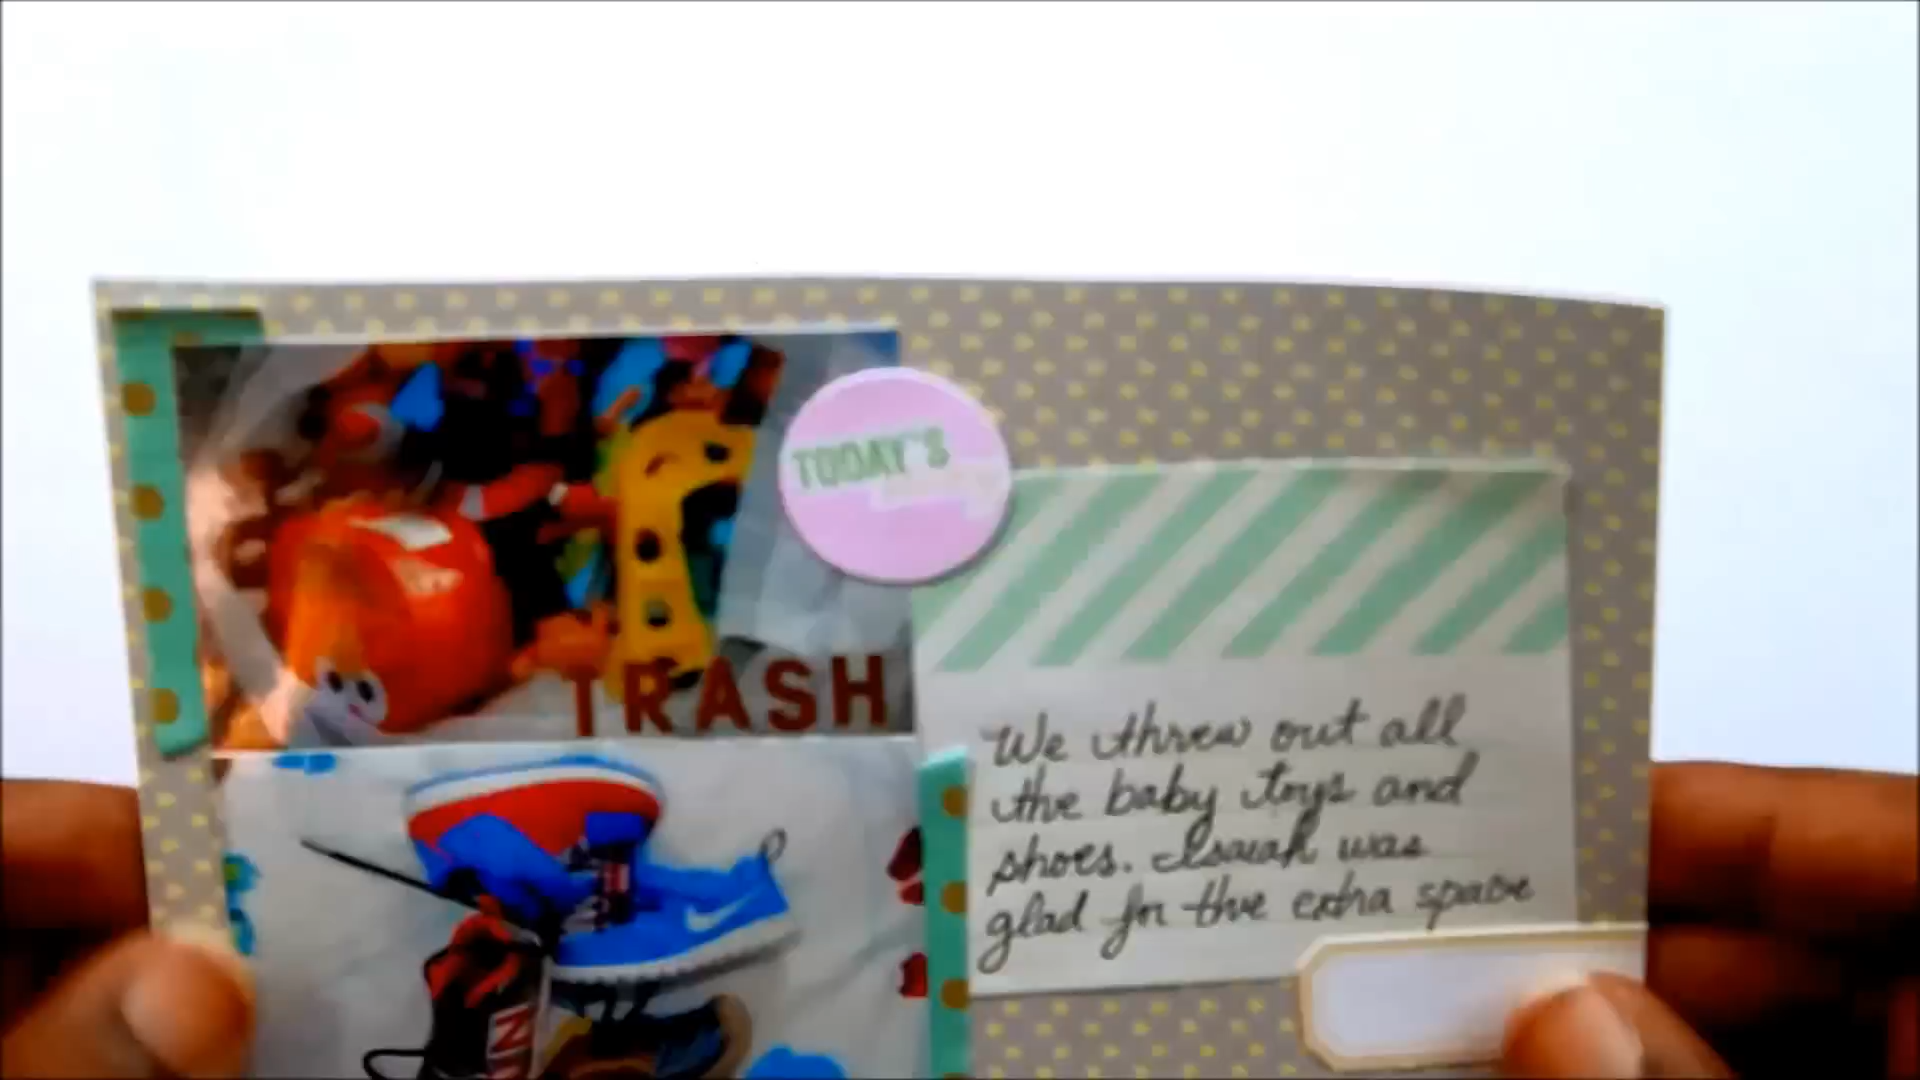 TODAY'S
TRASH
We threw out all
the baby toys and
shoes. Isaiah was
glad for the extra space